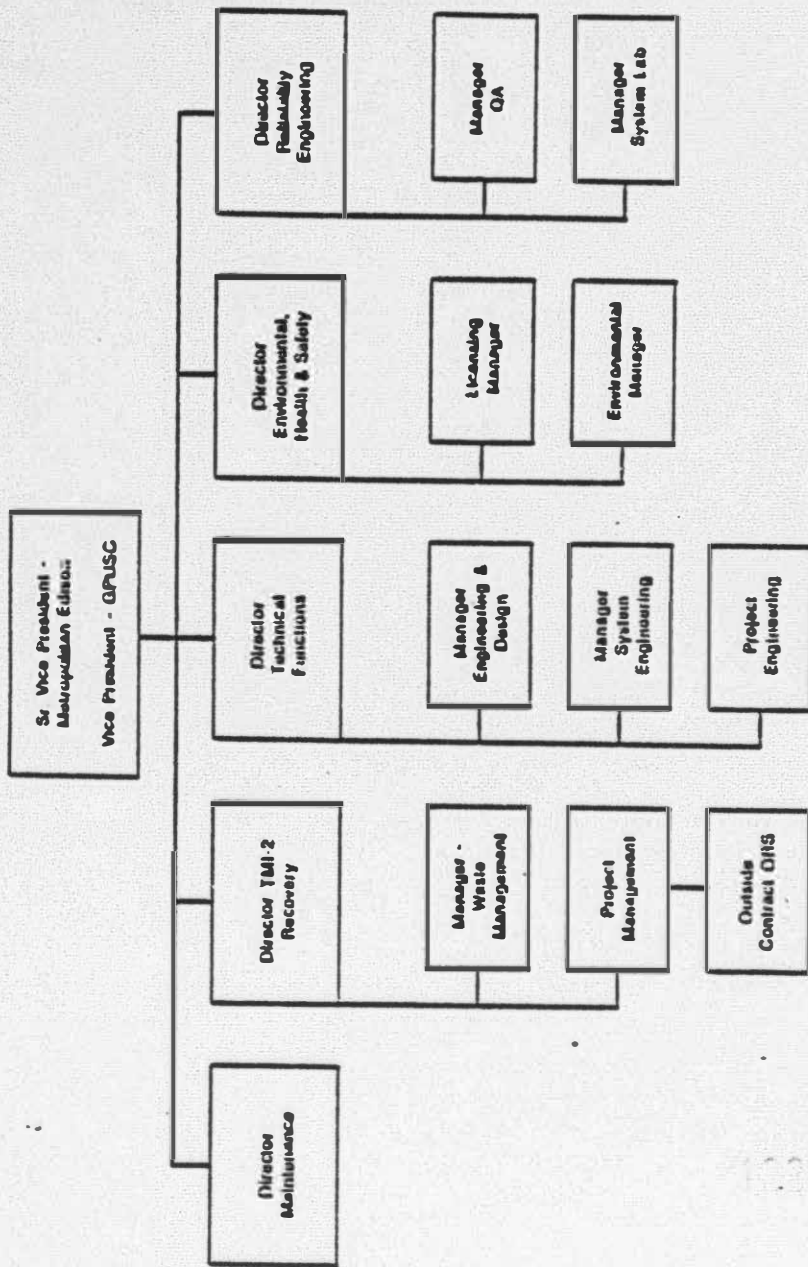 Sr. Vice President -
Metropolitan Edison
Vice President - GPUSC
Director
Maintenance
Director TMI-2
Recovery
Director
Technical
Functions
Director
Environmental,
Health & Safety
Director
Reliability
Engineering
Manager -
Waste
Management
Project
Management
Outside
Contract
Manager
Engineering &
Design
Manager
System
Engineering
Project
Engineering
Licensing
Manager
Environmental
Manager
Manager
QA
Manager
System Lab